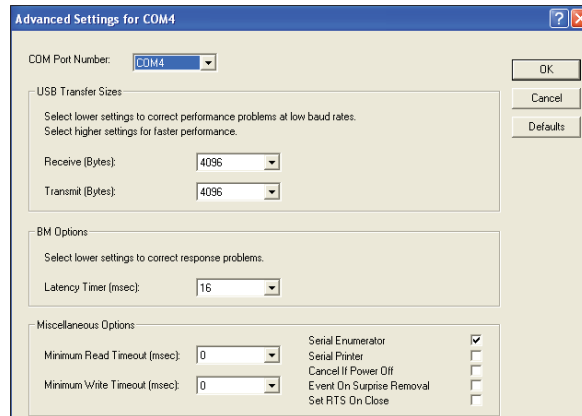 Advanced Settings for COM4
COM Port Number: COM4
OK
USB Transfer Sizes
Cancel
Select lower settings to correct performance problems at low baud rates.
Defaults
Select higher settings for faster performance.
Receive (Bytes): 4096
Transmit (Bytes): 4096
BM Options
Select lower settings to correct response problems.
Latency Timer (msec): 16
Miscellaneous Options
Serial Enumerator
Minimum Read Timeout (msec): 0
Serial Printer
Cancel If Power Off
Minimum Write Timeout (msec): 0
Event On Surprise Removal
Set RTS On Close